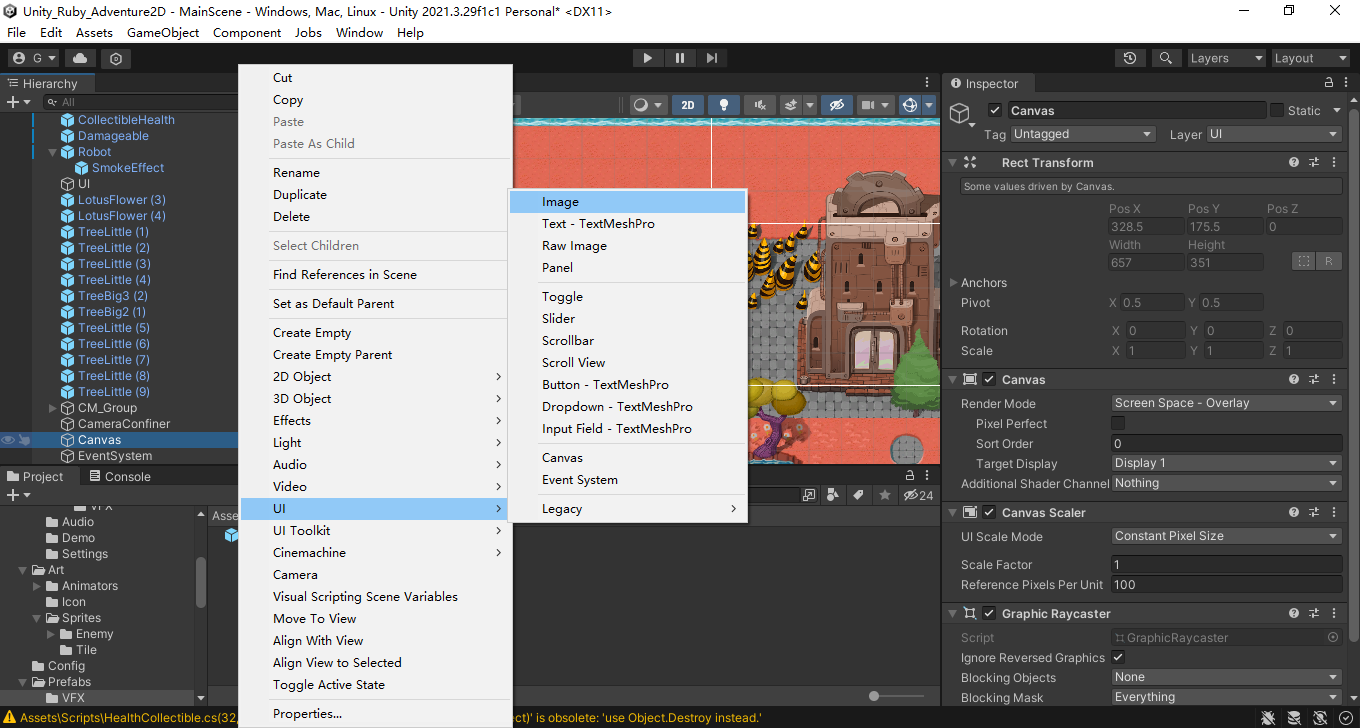 Unity_Ruby_Adventure2D - MainScene - Windows, Mac, Linux - Unity 2021.3.29f1c1 Personal* <DX11>
File Edit Assets GameObject Component Jobs Window Help
G
Layers
Layout
Hierarchy
All
CollectibleHealth
Damageable
Robot
SmokeEffect
UI
LotusFlower (3)
LotusFlower (4)
TreeLittle (1)
TreeLittle (2)
TreeLittle (3)
TreeLittle (4)
TreeBig3 (2)
TreeBig2 (1)
TreeLittle (5)
TreeLittle (6)
TreeLittle (7)
TreeLittle (8)
TreeLittle (9)
CM_Group
CameraConfiner
Canvas
EventSystem
Project
Console
Audio
Demo
Settings
Art
Animators
Icon
Sprites
Enemy
Tile
Config
Prefabs
VFX
Asse
Cut
Copy
Paste
Paste As Child
Rename
Duplicate
Delete
Select Children
Find References in Scene
Set as Default Parent
Create Empty
Create Empty Parent
2D Object
3D Object
Effects
Light
Audio
Video
UI
UI Toolkit
Cinemachine
Camera
Visual Scripting Scene Variables
Move To View
Align With View
Align View to Selected
Toggle Active State
Properties...
Image
Text - TextMeshPro
Raw Image
Panel
Toggle
Slider
Scrollbar
Scroll View
Button - TextMeshPro
Dropdown - TextMeshPro
Input Field - TextMeshPro
Canvas
Event System
Legacy
2D
24
Inspector
Canvas
Static
Tag Untagged Layer UI
Rect Transform
Some values driven by Canvas.
Pos X Pos Y Pos Z
328.5 175.5 0
Width Height
657 351
R
Anchors
Pivot X 0.5 Y 0.5
Rotation X 0 Y 0 Z 0
Scale X 1 Y 1 Z 1
Canvas
Render Mode Screen Space - Overlay
Pixel Perfect
Sort Order 0
Target Display Display 1
Additional Shader Channel Nothing
Canvas Scaler
UI Scale Mode Constant Pixel Size
Scale Factor 1
Reference Pixels Per Unit 100
Graphic Raycaster
Script GraphicRaycaster
Ignore Reversed Graphics
Blocking Objects None
Blocking Mask Everything
Assets\Scripts\HealthCollectible.cs(32,
ect)' is obsolete: 'use Object.Destroy instead.'